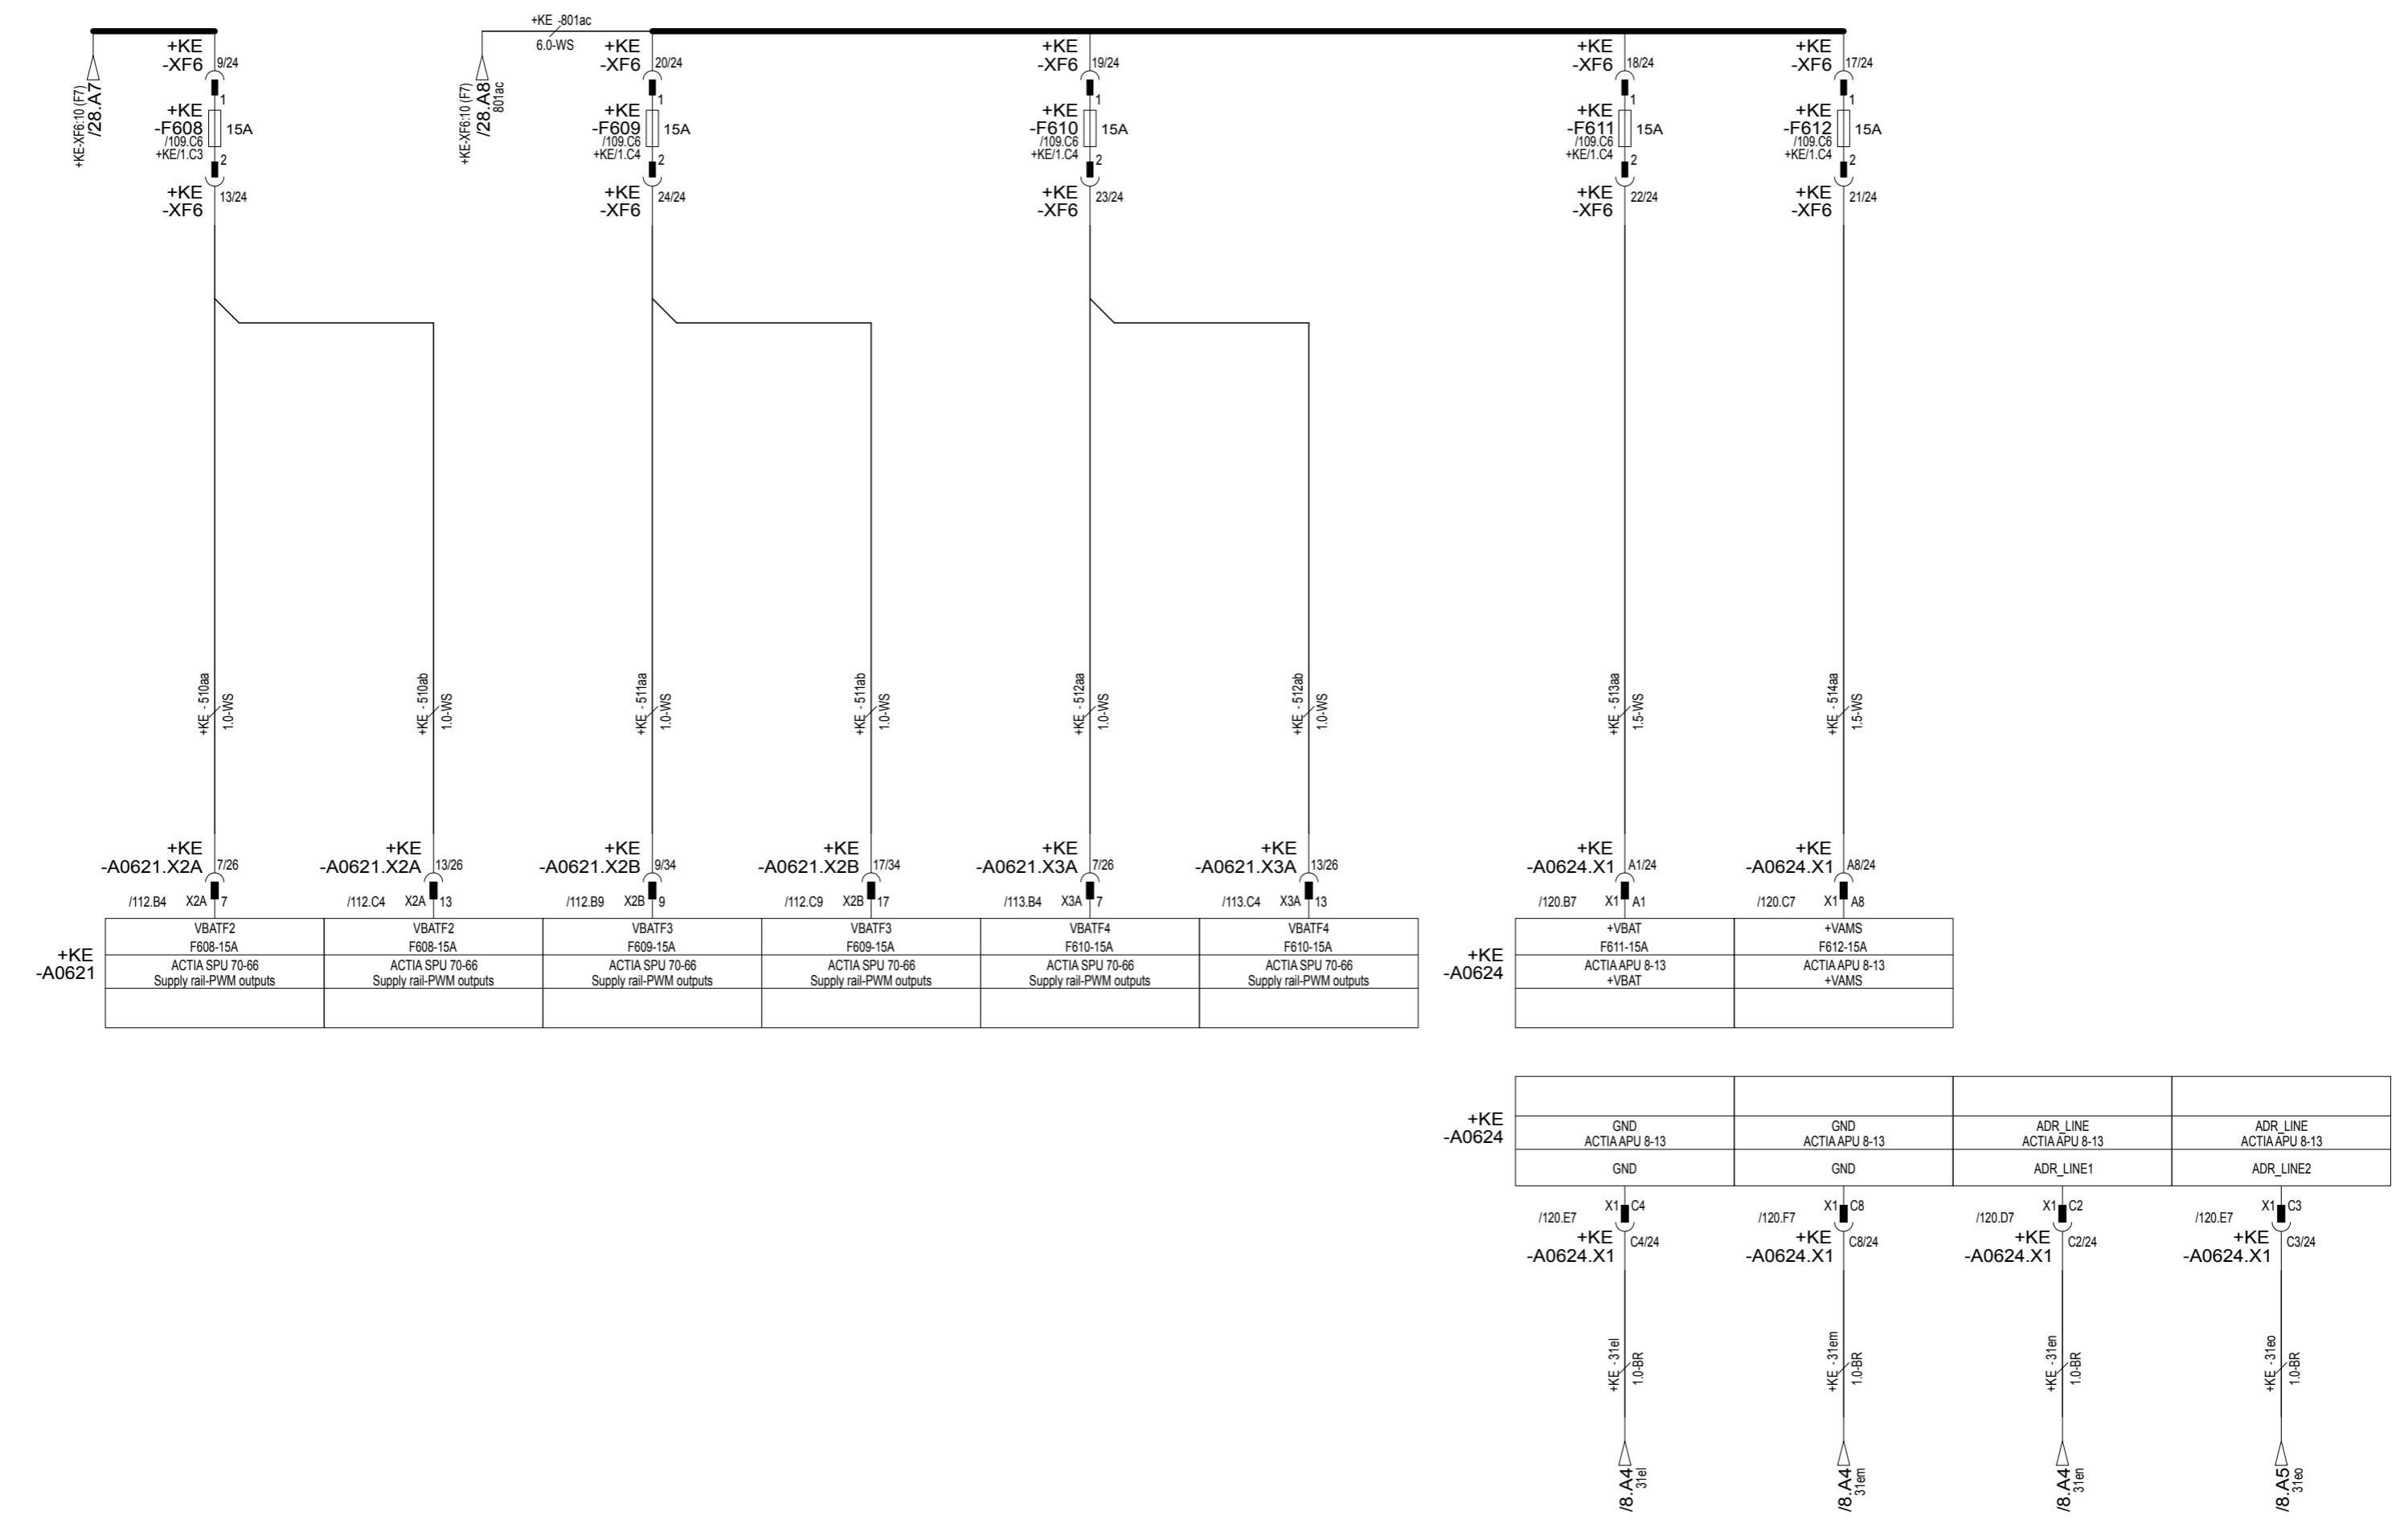 +KE -801ac
6.0-WS
+KE-XF6:10 (F7)
/28.A7
+KE
-XF6
9/24
1
+KE
-F608
15A
/109.C6
+KE/1.C3
2
+KE
-XF6
13/24
+KE-XF6:10 (F7)
/28.A8
801ac
+KE
-XF6
20/24
1
+KE
-F609
15A
/109.C6
+KE/1.C4
2
+KE
-XF6
24/24
+KE
-XF6
19/24
1
+KE
-F610
15A
/109.C6
+KE/1.C4
2
+KE
-XF6
23/24
+KE
-XF6
18/24
1
+KE
-F611
15A
/109.C6
+KE/1.C4
2
+KE
-XF6
22/24
+KE
-XF6
17/24
1
+KE
-F612
15A
/109.C6
+KE/1.C4
2
+KE
-XF6
21/24
+KE - 510aa
1.0-WS
+KE - 510ab
1.0-WS
+KE - 511aa
1.0-WS
+KE - 511ab
1.0-WS
+KE - 512aa
1.0-WS
+KE - 512ab
1.0-WS
+KE - 513aa
1.5-WS
+KE - 514aa
1.5-WS
+KE
-A0621.X2A
7/26
/112.B4 X2A 7
+KE
-A0621.X2A
13/26
/112.C4 X2A 13
+KE
-A0621.X2B
9/34
/112.B9 X2B 9
+KE
-A0621.X2B
17/34
/112.C9 X2B 17
+KE
-A0621.X3A
7/26
/113.B4 X3A 7
+KE
-A0621.X3A
13/26
/113.C4 X3A 13
+KE
-A0624.X1
A1/24
/120.B7 X1 A1
+KE
-A0624.X1
A8/24
/120.C7 X1 A8
+KE
-A0621
VBATF2
F608-15A
ACTIA SPU 70-66
Supply rail-PWM outputs
VBATF2
F608-15A
ACTIA SPU 70-66
Supply rail-PWM outputs
VBATF3
F609-15A
ACTIA SPU 70-66
Supply rail-PWM outputs
VBATF3
F609-15A
ACTIA SPU 70-66
Supply rail-PWM outputs
VBATF4
F610-15A
ACTIA SPU 70-66
Supply rail-PWM outputs
VBATF4
F610-15A
ACTIA SPU 70-66
Supply rail-PWM outputs
+KE
-A0624
+VBAT
F611-15A
ACTIA APU 8-13
+VBAT
+VAMS
F612-15A
ACTIA APU 8-13
+VAMS
+KE
-A0624
GND
ACTIA APU 8-13
GND
GND
ACTIA APU 8-13
GND
ADR_LINE
ACTIA APU 8-13
ADR_LINE1
ADR_LINE
ACTIA APU 8-13
ADR_LINE2
/120.E7 X1 C4
+KE
-A0624.X1
C4/24
/120.F7 X1 C8
+KE
-A0624.X1
C8/24
/120.D7 X1 C2
+KE
-A0624.X1
C2/24
/120.E7 X1 C3
+KE
-A0624.X1
C3/24
+KE - 31el
1.0-BR
+KE - 31em
1.0-BR
+KE - 31en
1.0-BR
+KE - 31eo
1.0-BR
/8.A4
31el
/8.A4
31em
/8.A4
31en
/8.A5
31eo